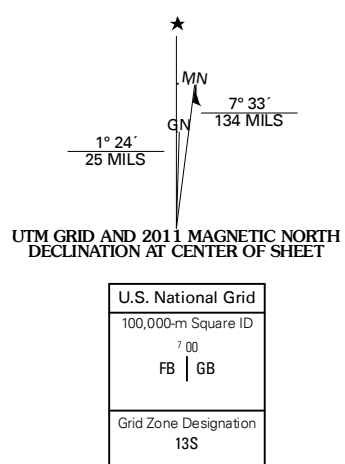 ★
MN
GN
7° 33´
134 MILS
1° 24´
25 MILS
UTM GRID AND 2011 MAGNETIC NORTH
DECLINATION AT CENTER OF SHEET
U.S. National Grid
100,000-m Square ID
7 00
FB GB
Grid Zone Designation
13S